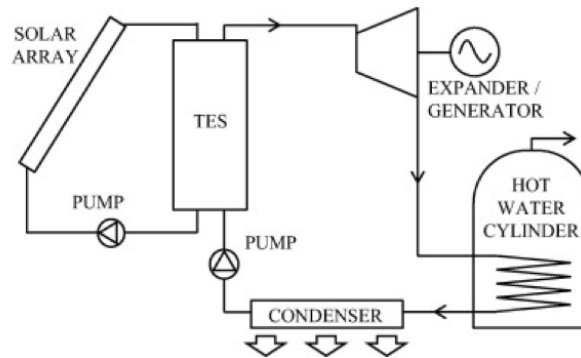 SOLAR
ARRAY
TES
EXPANDER /
GENERATOR
PUMP
HOT
WATER
CYLINDER
PUMP
CONDENSER